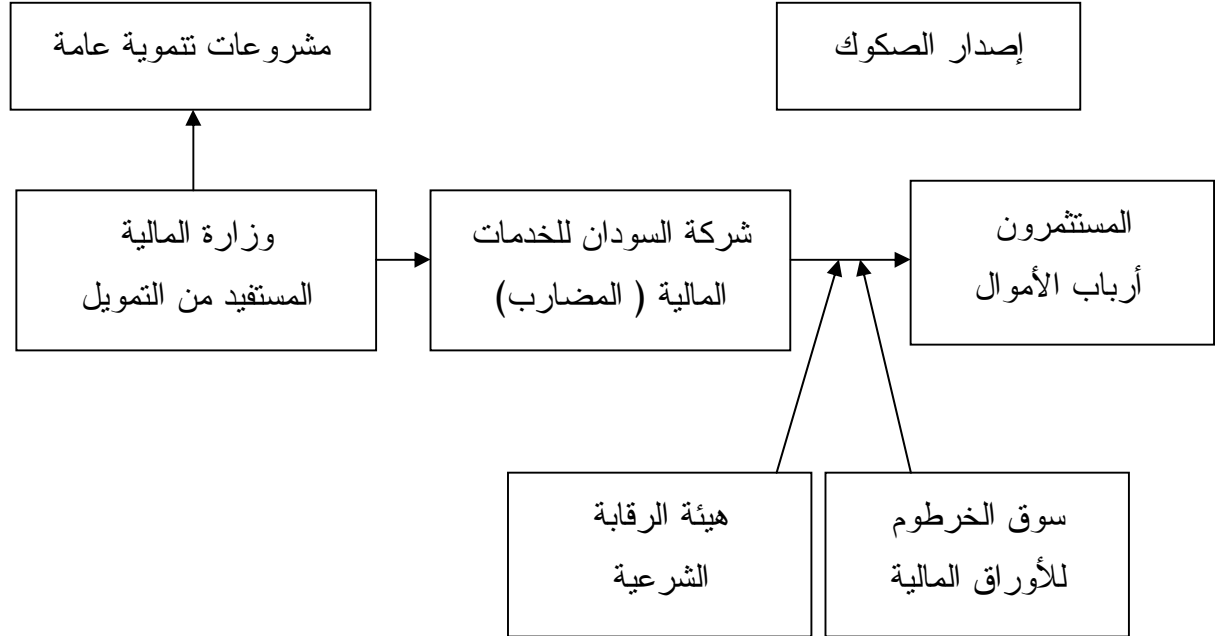 إصدار الصكوك
مشروعات تنموية عامة
المستثمرون
أرباب الأموال
شركة السودان للخدمات
المالية ( المضارب)
وزارة المالية
المستفيد من التمويل
سوق الخرطوم
للأوراق المالية
هيئة الرقابة
الشرعية